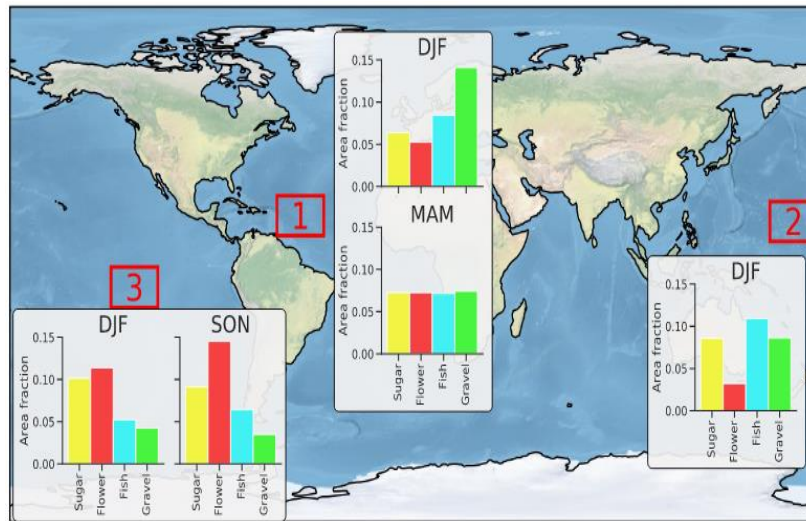 DJF
Area fraction
0.15
0.10
0.05
0.00
MAM
Area fraction
0.15
0.10
0.05
0.00
Sugar
Flower
Fish
Gravel
1
2
3
DJF
Area fraction
0.15
0.10
0.05
0.00
Sugar
Flower
Fish
Gravel
DJF
SON
Area fraction
0.15
0.10
0.05
0.00
Sugar
Flower
Fish
Gravel
Sugar
Flower
Fish
Gravel